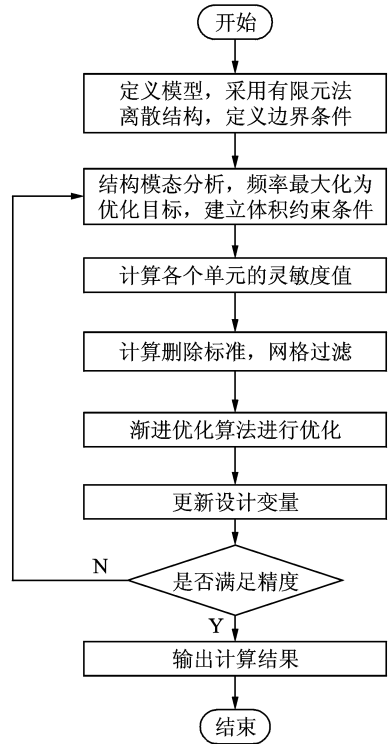 开始
定义模型，采用有限元法
离散结构，定义边界条件
结构模态分析，频率最大化为
优化目标，建立体积约束条件
计算各个单元的灵敏度值
计算删除标准，网格过滤
渐进优化算法进行优化
更新设计变量
N
是否满足精度
Y
输出计算结果
结束